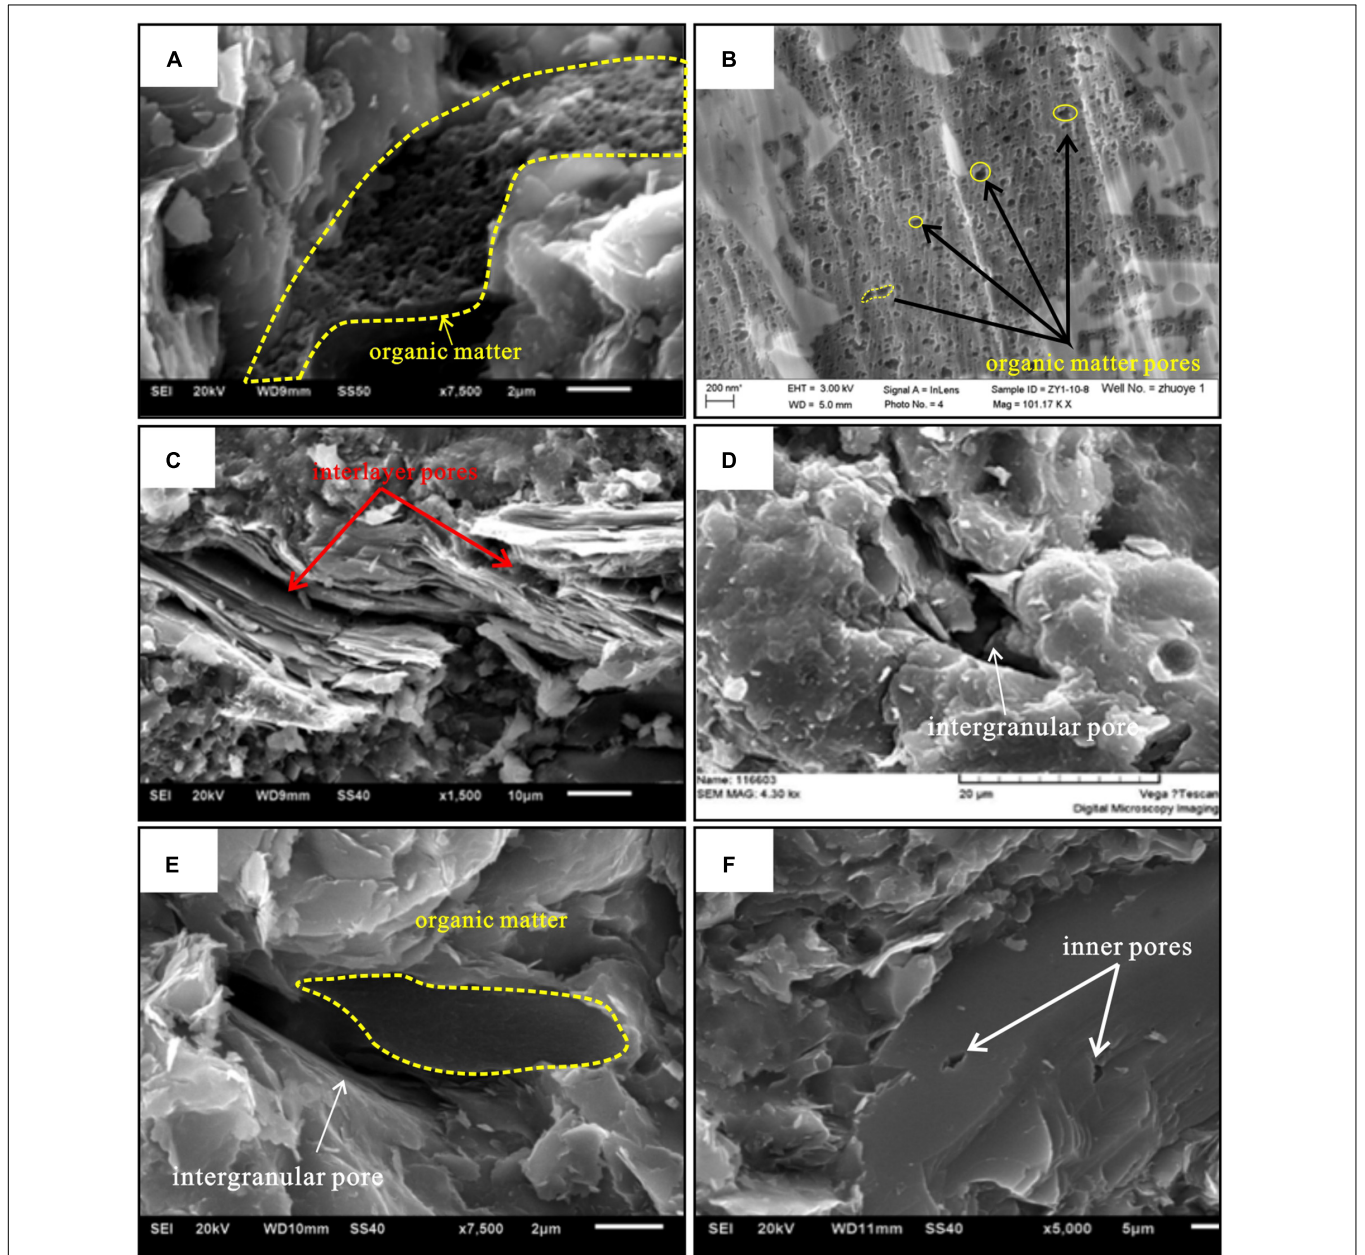 A
organic matter
SEI 20kV WD9mm SS50 x7,500 2μm
B
organic matter pores
200 nm* EHT = 3.00 kV Signal A = InLens Sample ID = ZY1-10-8 Well No. = zhuoye 1
WD = 5.0 mm Photo No. = 4 Mag = 101.17 K X
C
interlayer pores
SEI 20kV WD9mm SS40 x1,500 10μm
D
intergranular pore
Name: 116603
SEM MAG: 4.30 kx 20 μm Vega ?Tescan
Digital Microscopy Imaging
E
organic matter
intergranular pore
SEI 20kV WD10mm SS40 x7,500 2μm
F
inner pores
SEI 20kV WD11mm SS40 x5,000 5μm